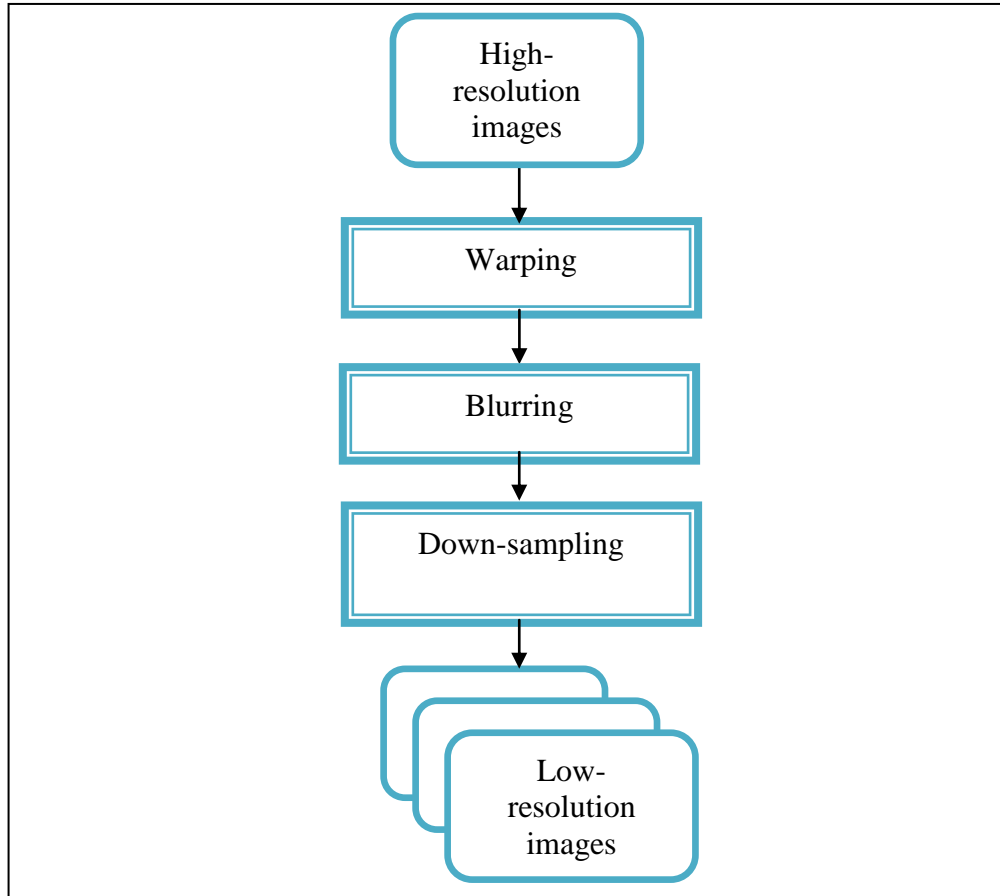 High-
resolution
images
Warping
Blurring
Down-sampling
Low-
resolution
images